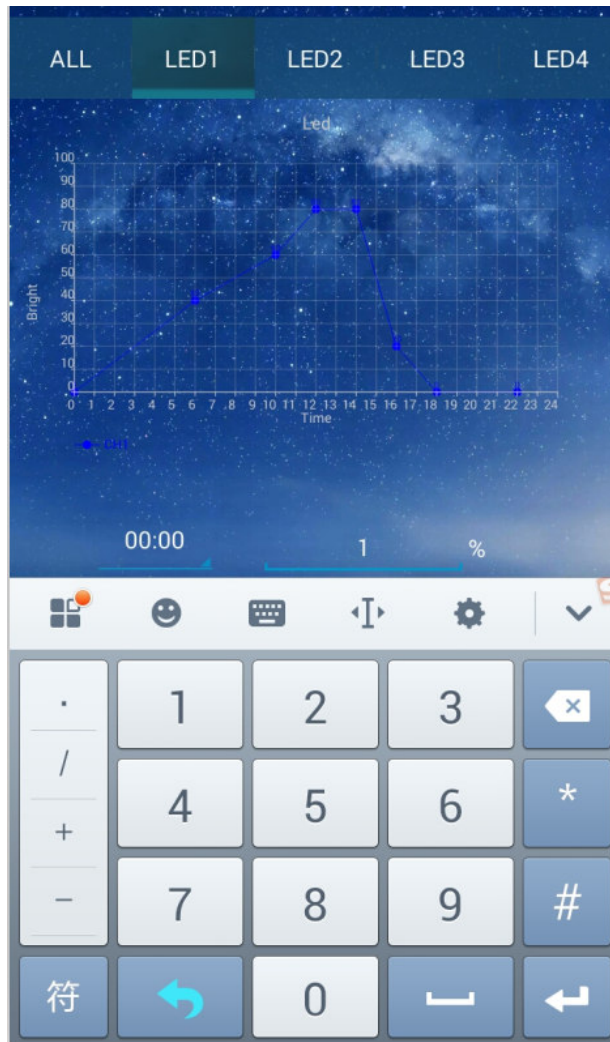 ALL LED1 LED2 LED3 LED4
Led
100
90
80
70
60
50
40
30
20
10
0
Bright
0 1 2 3 4 5 6 7 8 9 10 11 12 13 14 15 16 17 18 19 20 21 22 23 24
Time
CH1
00:00 1 %
. 1 2 3
/ 4 5 6 *
+
- 7 8 9 #
符 0